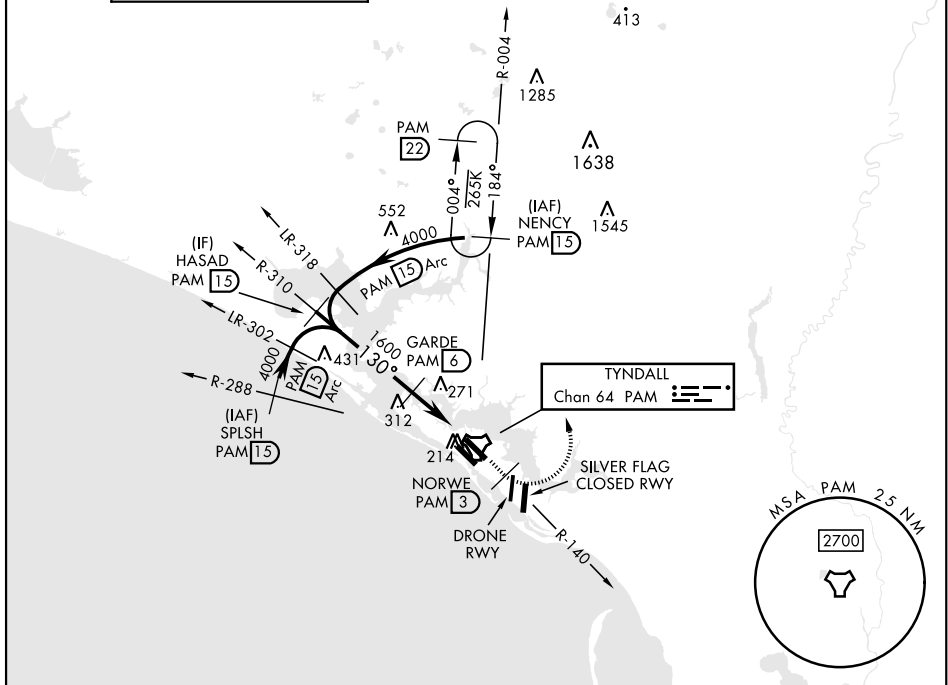 413
R-004
1285
PAM
22
1638
004°
265K
184°
(IAF)
NENCY
PAM 15
1545
552
4000
LR-318
(IF)
HASAD
PAM 15
R-310
PAM 15 Arc
LR-302
1600
130°
GARDE
PAM 6
431
4000
PAM
15
Arc
R-288
271
312
(IAF)
SPLSH
PAM 15
TYNDALL
Chan 64 PAM
214
NORWE
PAM 3
SILVER FLAG
CLOSED RWY
DRONE
RWY
R-140
MSA PAM 25 NM
2700